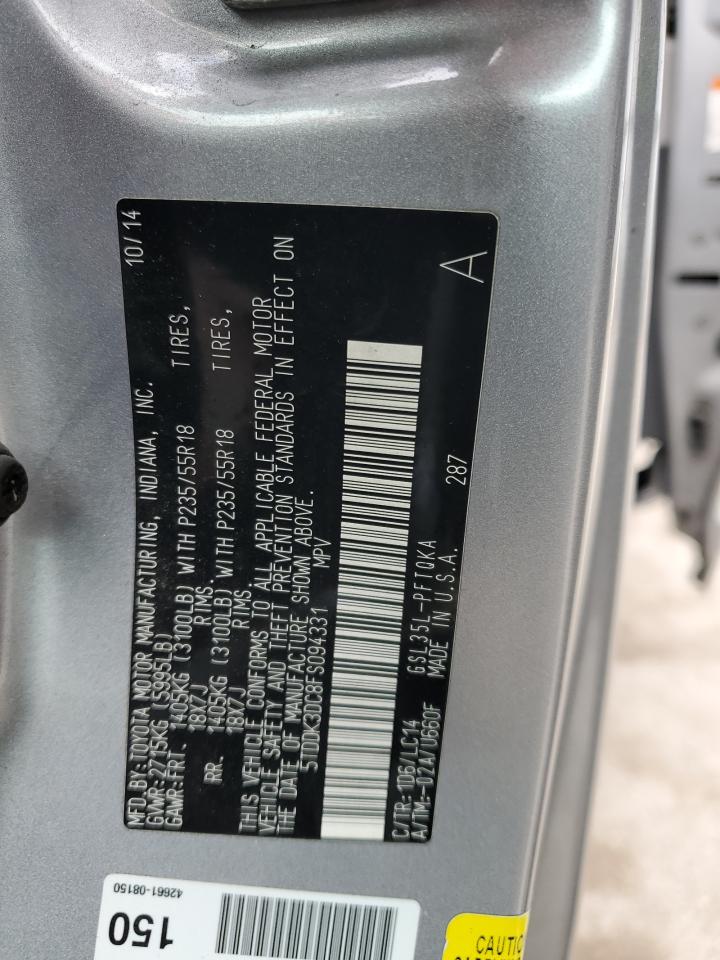 MFD.BY:TOYOTA MOTOR MANUFACTURING, INDIANA, INC. 10/14
GVWR:2715KG (5995LB)
GAWR:FRT. 1405KG (3100LB) WITH P235/55R18 TIRES,
18X7J RIMS
RR. 1405KG (3100LB) WITH P235/55R18 TIRES,
18X7J RIMS
THIS VEHICLE CONFORMS TO ALL APPLICABLE FEDERAL MOTOR
VEHICLE SAFETY AND THEFT PREVENTION STANDARDS IN EFFECT ON
THE DATE OF MANUFACTURE SHOWN ABOVE.
5TDDK3DC8FS094331 MPV
C/TR:1D6/LC14 GSL35L-PFTQKA
A/TM:-02A/U660F MADE IN U.S.A. 287 A
42661-08150
150